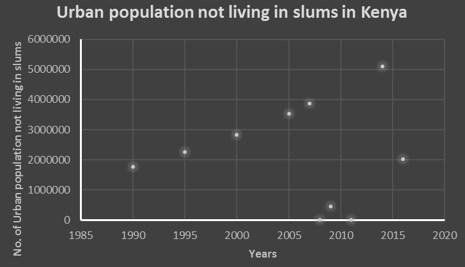 Urban population not living in slums in Kenya
No. of Urban population not living in slums
6000000
5000000
4000000
3000000
2000000
1000000
0
1985 1990 1995 2000 2005 2010 2015 2020
Years